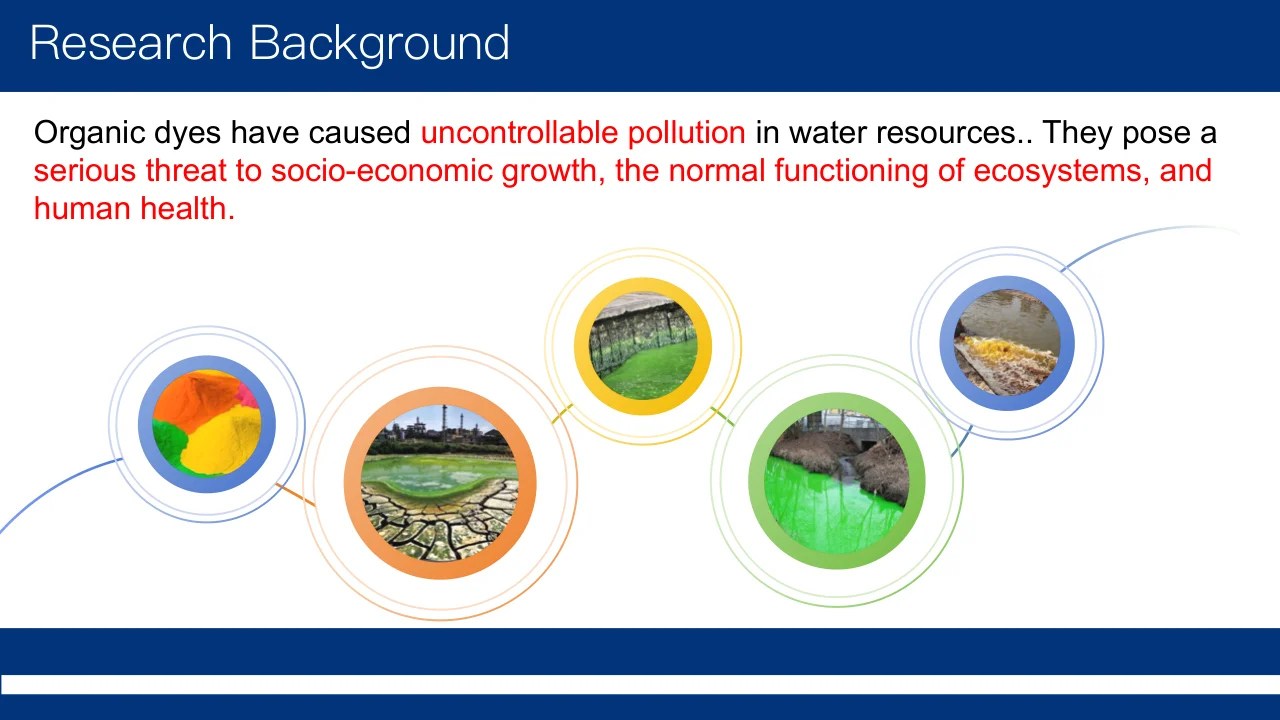 Research Background
Organic dyes have caused uncontrollable pollution in water resources.. They pose a
serious threat to socio-economic growth, the normal functioning of ecosystems, and
human health.